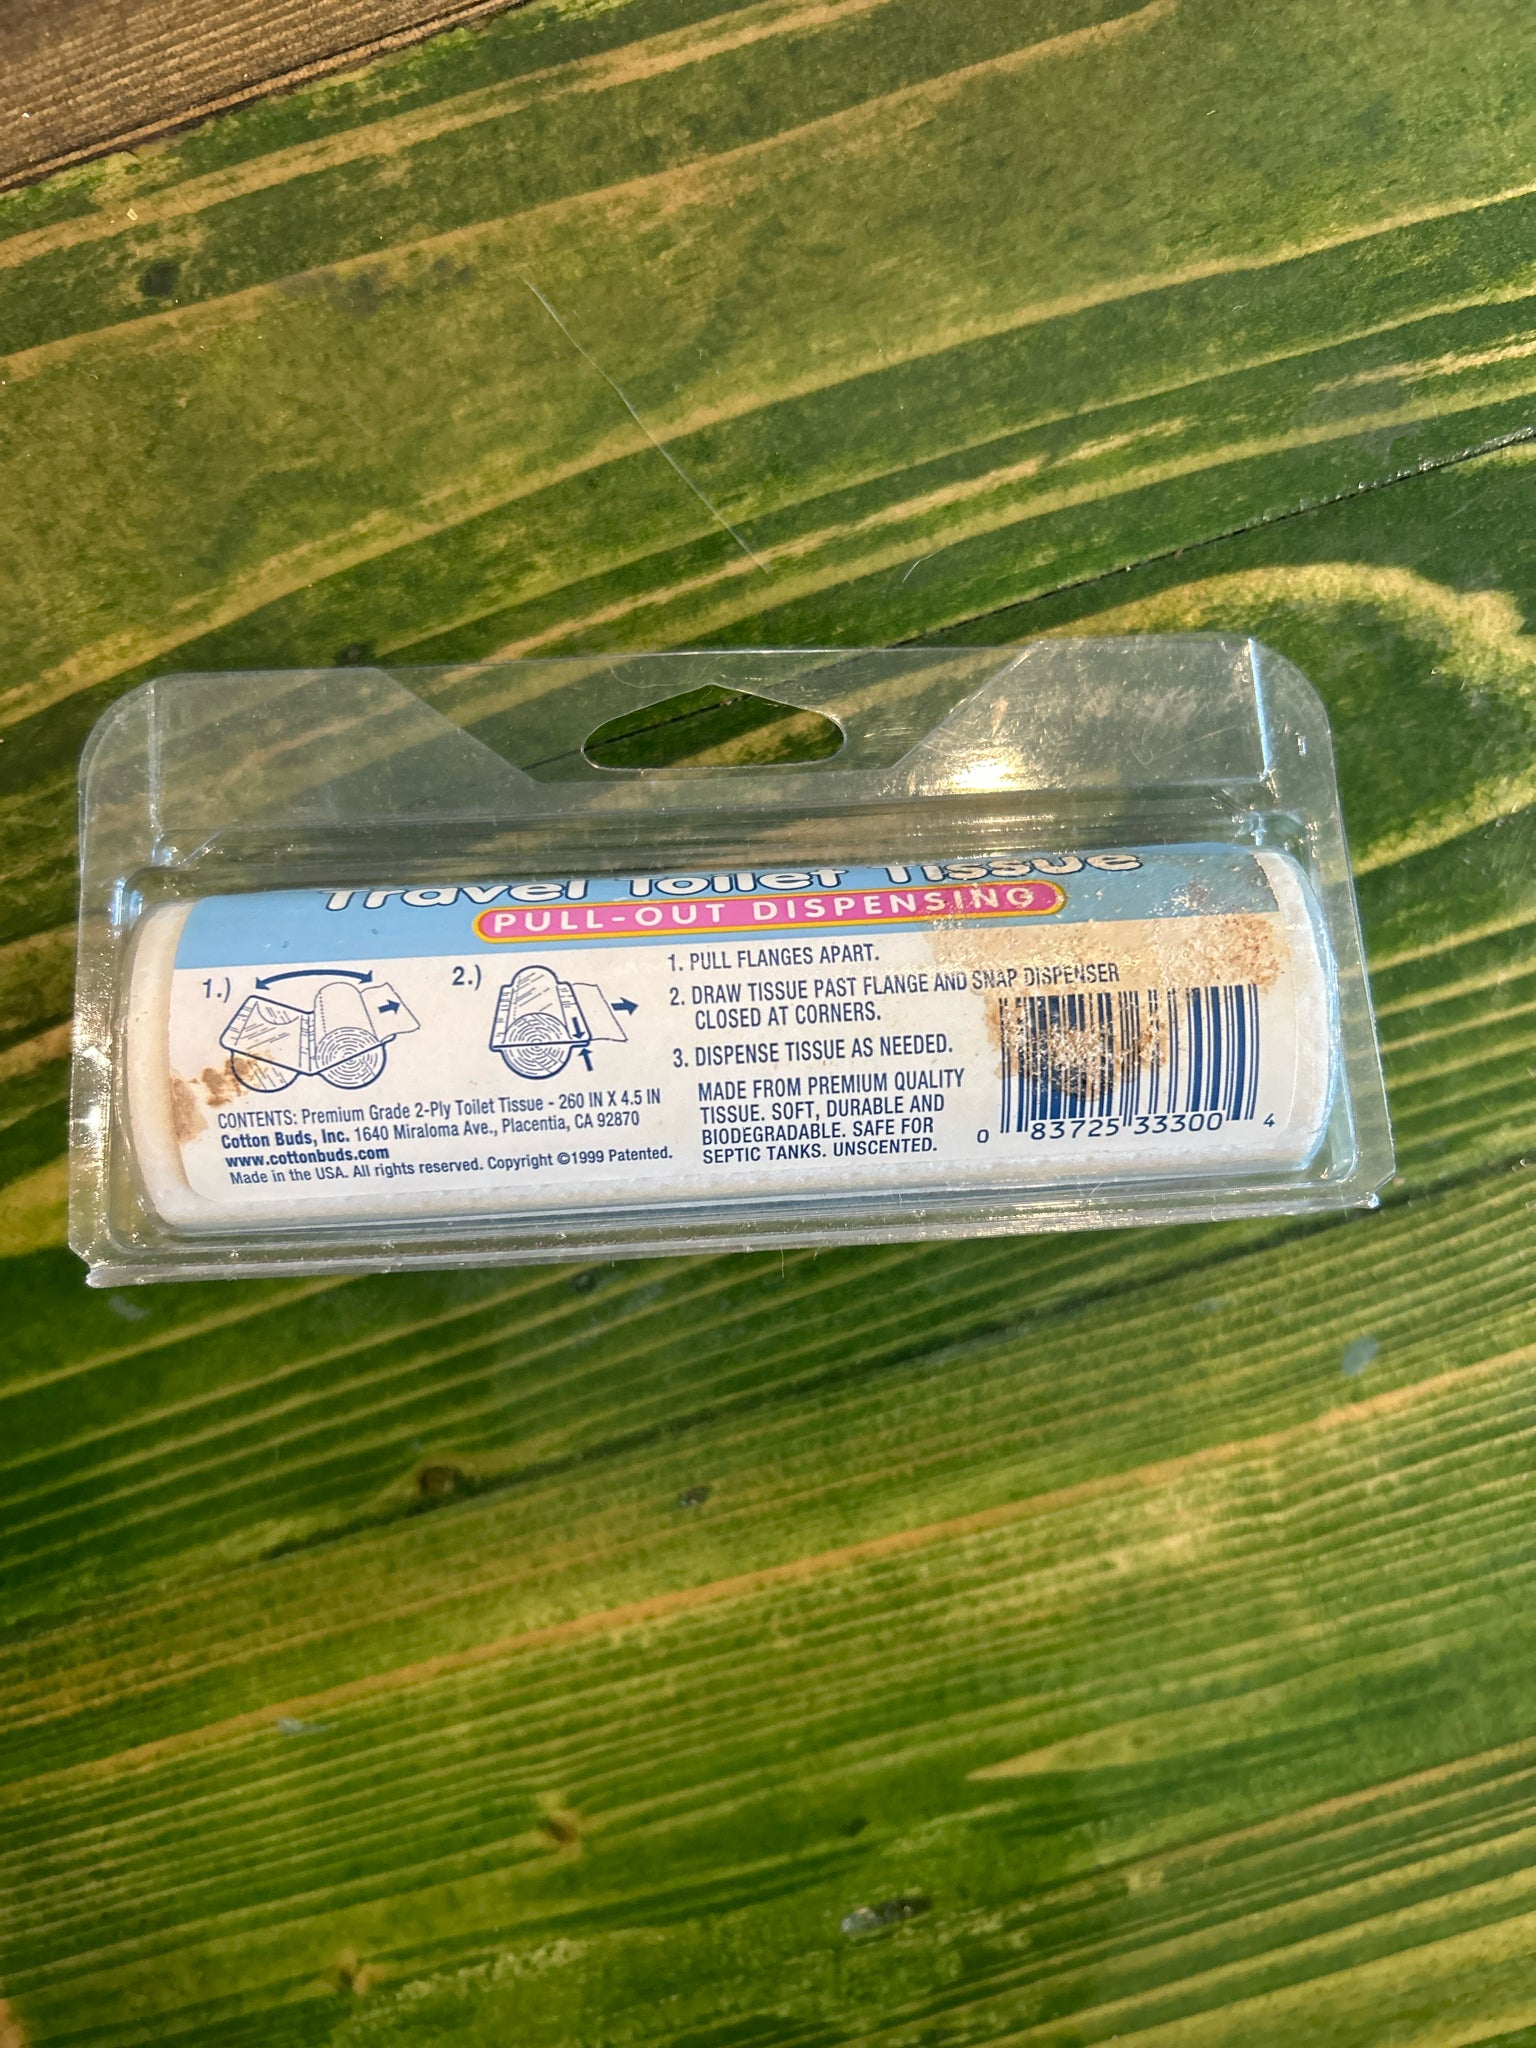 Travel Toilet Tissue
PULL-OUT DISPENSING
1.)
2.)
1. PULL FLANGES APART.
2. DRAW TISSUE PAST FLANGE AND SNAP DISPENSER
CLOSED AT CORNERS.
3. DISPENSE TISSUE AS NEEDED.
CONTENTS: Premium Grade 2-Ply Toilet Tissue - 260 IN X 4.5 IN
Cotton Buds, Inc. 1640 Miraloma Ave., Placentia, CA 92870
www.cottonbuds.com
Made in the USA. All rights reserved. Copyright ©1999 Patented.
MADE FROM PREMIUM QUALITY
TISSUE. SOFT, DURABLE AND
BIODEGRADABLE. SAFE FOR
SEPTIC TANKS. UNSCENTED.
0 83725 33300 4